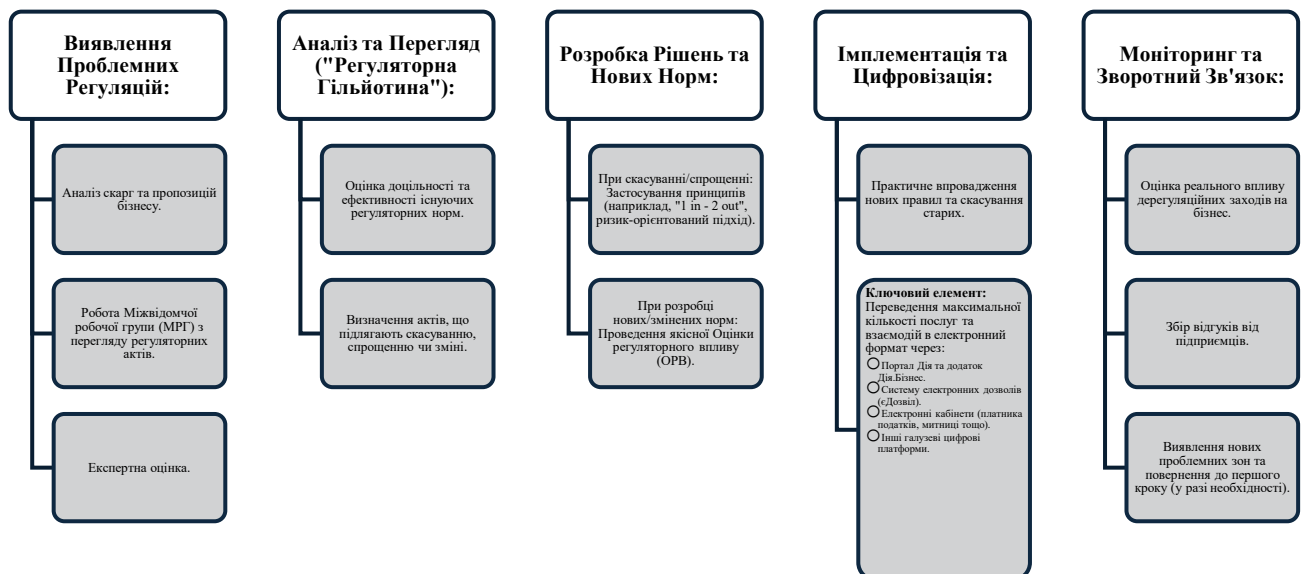 Виявлення
Проблемних
Регуляцій:
Аналіз скарг та пропозицій
бізнесу.
Робота Міжвідомчої
робочої групи (МРГ) з
перегляду регуляторних
актів.
Експертна оцінка.
Аналіз та Перегляд
("Регуляторна
Гільйотина"):
Оцінка доцільності та
ефективності існуючих
регуляторних норм.
Визначення актів, що
підлягають скасуванню,
спрощенню чи зміні.
Розробка Рішень та
Нових Норм:
При скасуванні/спрощенні:
Застосування принципів
(наприклад, "1 in - 2 out",
ризик-орієнтований підхід).
При розробці
нових/змінених норм:
Проведення якісної Оцінки
регуляторного впливу
(ОРВ).
Імплементація та
Цифровізація:
Практичне впровадження
нових правил та скасування
старих.
Ключовий елемент:
Переведення максимальної
кількості послуг та
взаємодій в електронний
формат через:
Портал Дія та додаток
Дія.Бізнес.
Систему електронних дозволів
(єДозвіл).
Електронні кабінети (платника
податків, митниці тощо).
Інші галузеві цифрові
платформи.
Моніторинг та
Зворотний Зв'язок:
Оцінка реального впливу
дерегуляційних заходів на
бізнес.
Збір відгуків від
підприємців.
Виявлення нових
проблемних зон та
повернення до першого
кроку (у разі необхідності).